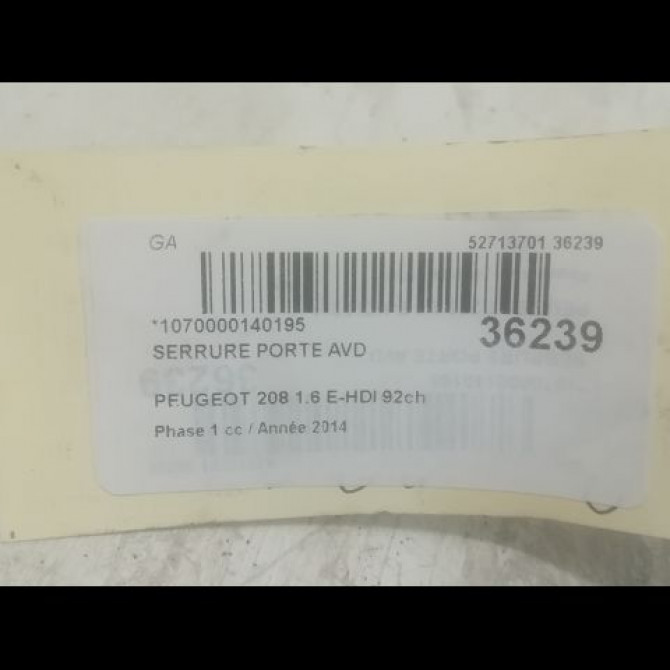 GA 52713701 36239
*1070000140195 36239
SERRURE PORTE AVD
PEUGEOT 208 1.6 E-HDI 92ch
Phase 1 cc / Année 2014